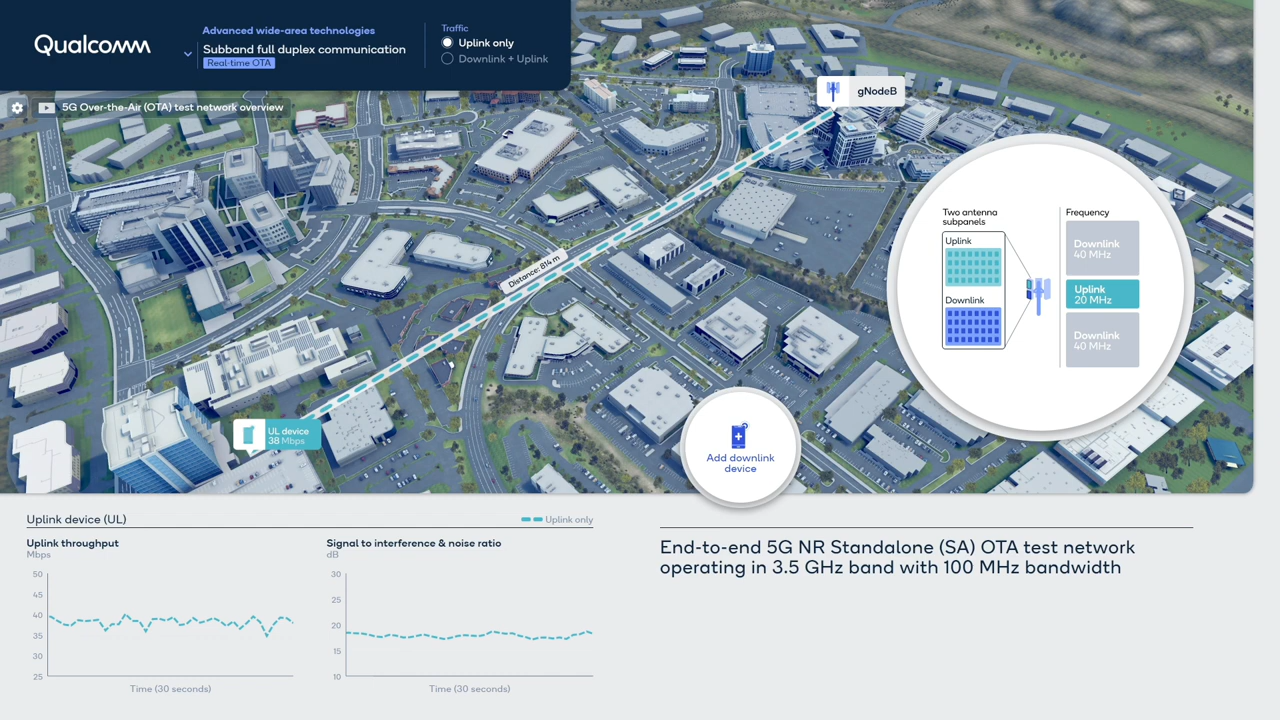 Qualcomm
Advanced wide-area technologies
Subband full duplex communication
Real-time OTA
Traffic
Uplink only
Downlink + Uplink
5G Over-the-Air (OTA) test network overview
gNodeB
Two antenna
subpanels
Uplink
Downlink
Frequency
Downlink
40 MHz
Uplink
20 MHz
Downlink
40 MHz
Distance: 814 m
UL device
38 Mbps
Add downlink
device
Uplink device (UL)
Uplink only
Uplink throughput
Mbps
50
45
40
35
30
25
Time (30 seconds)
Signal to interference & noise ratio
dB
30
25
20
15
10
Time (30 seconds)
End-to-end 5G NR Standalone (SA) OTA test network
operating in 3.5 GHz band with 100 MHz bandwidth